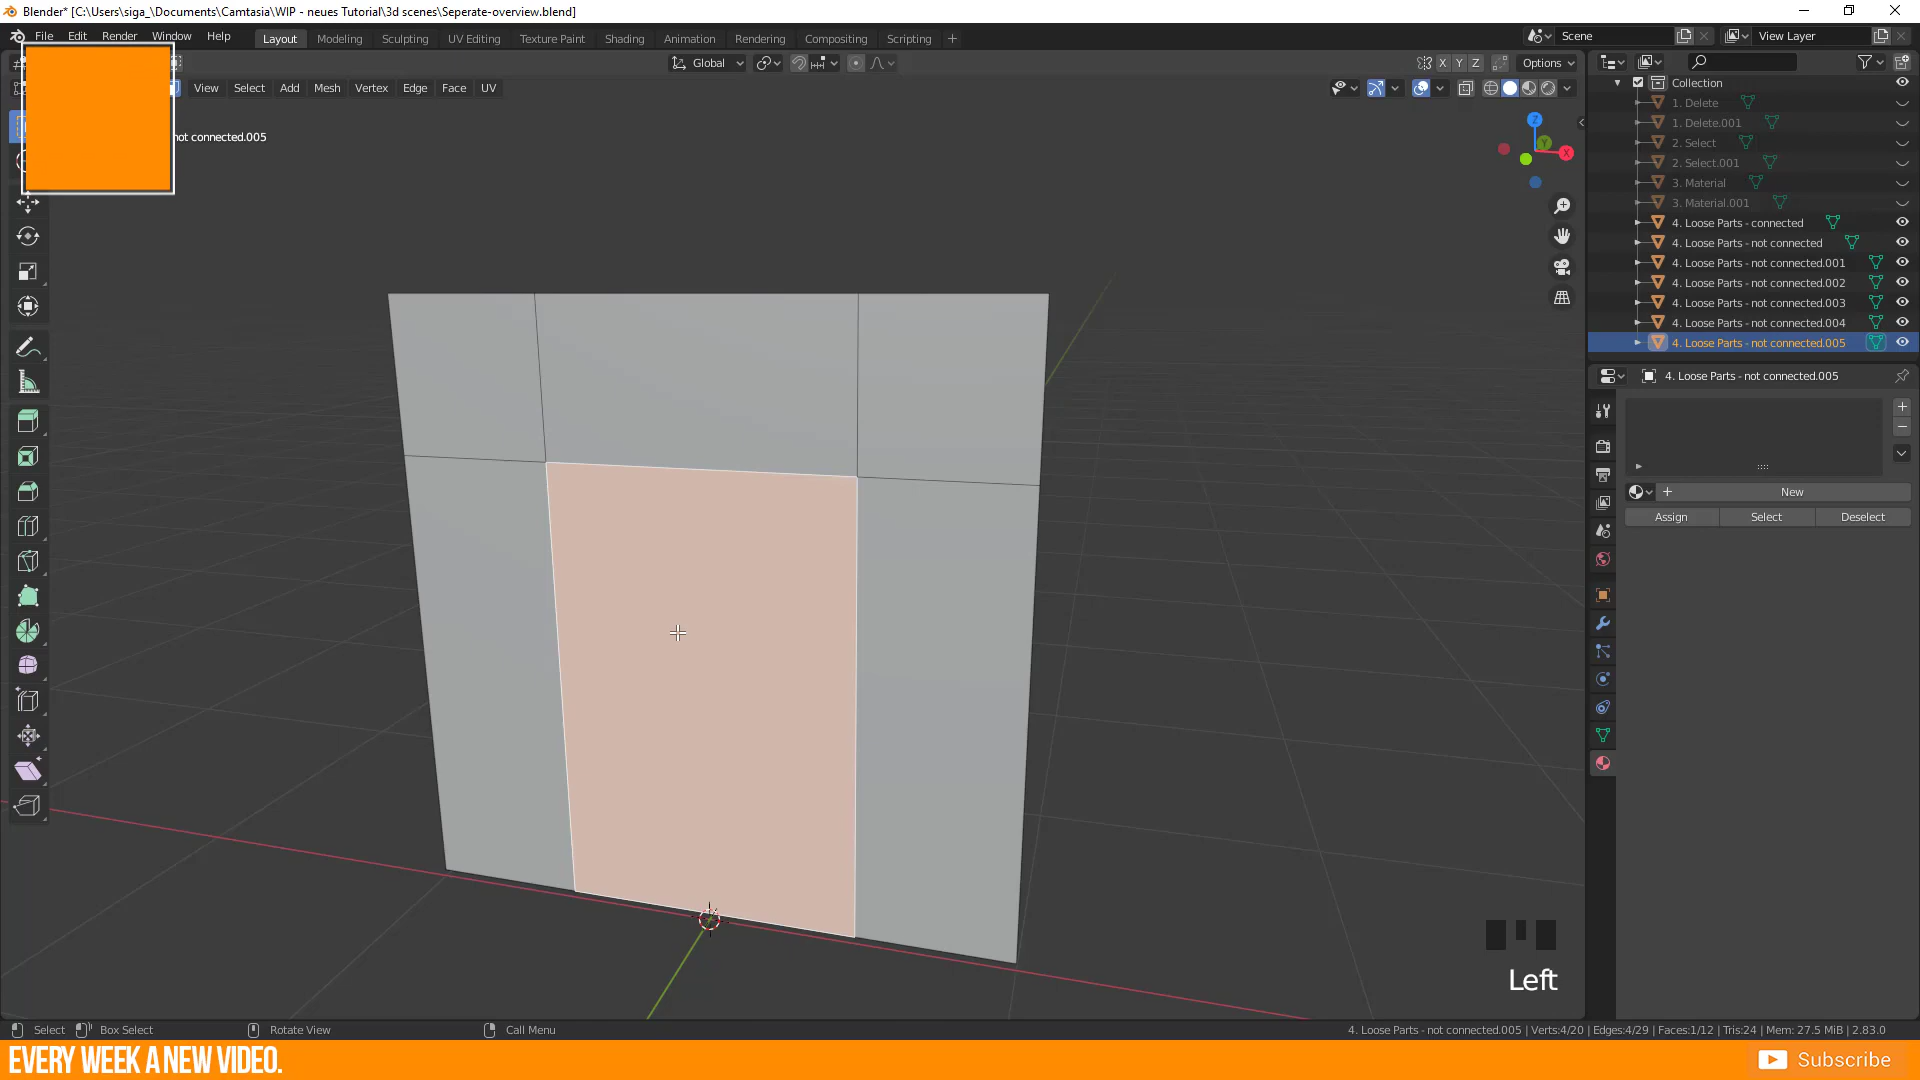 Blender* [C:\Users\siga_\Documents\Camtasia\WIP - neues Tutorial\3d scenes\Seperate-overview.blend]
File Edit Render Window Help Layout Modeling Sculpting UV Editing Texture Paint Shading Animation Rendering Compositing Scripting + Scene View Layer
Global X Y Z Options
View Select Add Mesh Vertex Edge Face UV
not connected.005
Z
Y
X
Collection
1. Delete
1. Delete.001
2. Select
2. Select.001
3. Material
3. Material.001
4. Loose Parts - connected
4. Loose Parts - not connected
4. Loose Parts - not connected.001
4. Loose Parts - not connected.002
4. Loose Parts - not connected.003
4. Loose Parts - not connected.004
4. Loose Parts - not connected.005
4. Loose Parts - not connected.005
New
Assign Select Deselect
Left
Select Box Select Rotate View Call Menu 4. Loose Parts - not connected.005 | Verts:4/20 | Edges:4/29 | Faces:1/12 | Tris:24 | Mem: 27.5 MiB | 2.83.0
EVERY WEEK A NEW VIDEO.
Subscribe